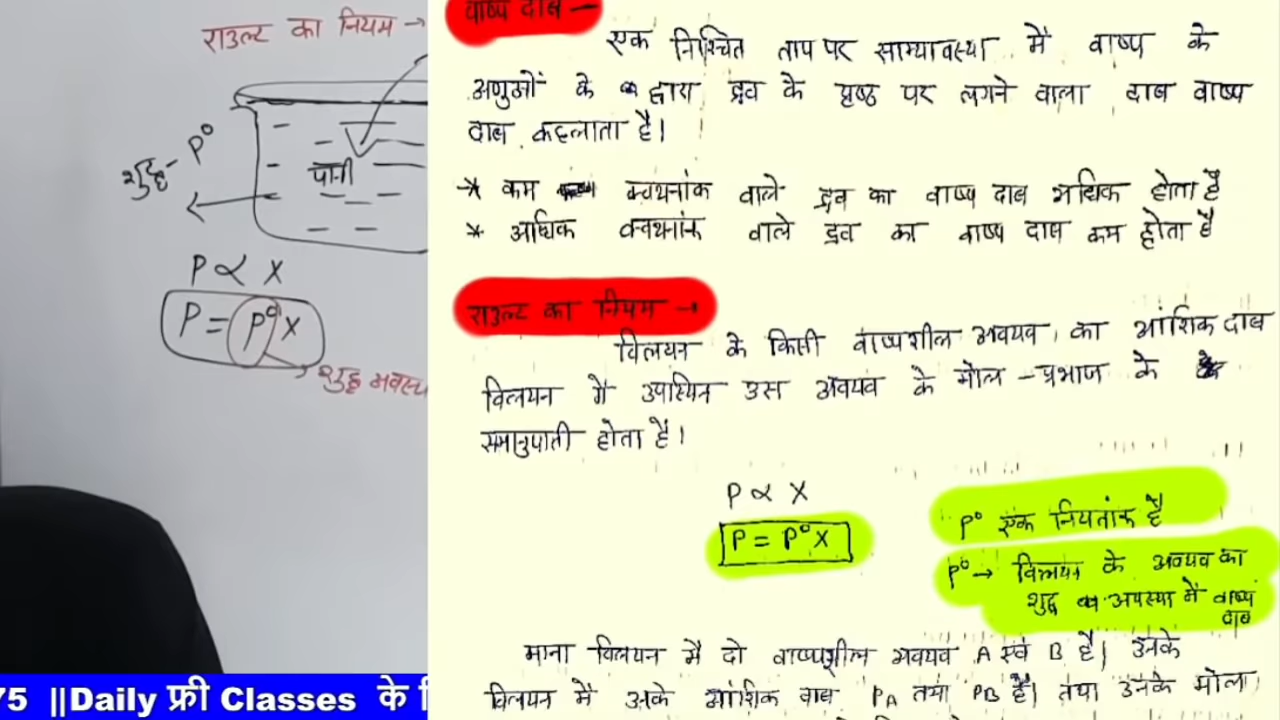 राउल्ट का नियम →
पानी
शुद्ध- P°
P ∝ X
P = P° X
शुद्ध अवस्
75 ||Daily फ्री Classes के
वाष्प दाब —
एक निश्चित ताप पर साम्यावस्था में वाष्प के
अणुओं के द्वारा द्रव के प्रष्ठ पर लगने वाला दाब वाष्प
दाब कहलाता है।
* कम क्वथनांक वाले द्रव का वाष्प दाब अधिक होता है
* अधिक क्वथनांक वाले द्रव का वाष्प दाब कम होता है
राउल्ट का नियम →
विलयन के किसी वाष्पशील अवयव का आंशिक दाब
विलयन में उपस्थित उस अवयव के मोल – प्रभाज के
समानुपाती होता है।
P ∝ X
P = P° X
P° एक नियतांक है
P° → विलयन के अवयव का
शुद्ध अवस्था में वाष्प
दाब
माना विलयन में दो वाष्पशील अवयव A एवं B है। उनके
विलयन में उनके आंशिक दाब PA तथा PB है। तथा उनके मोला